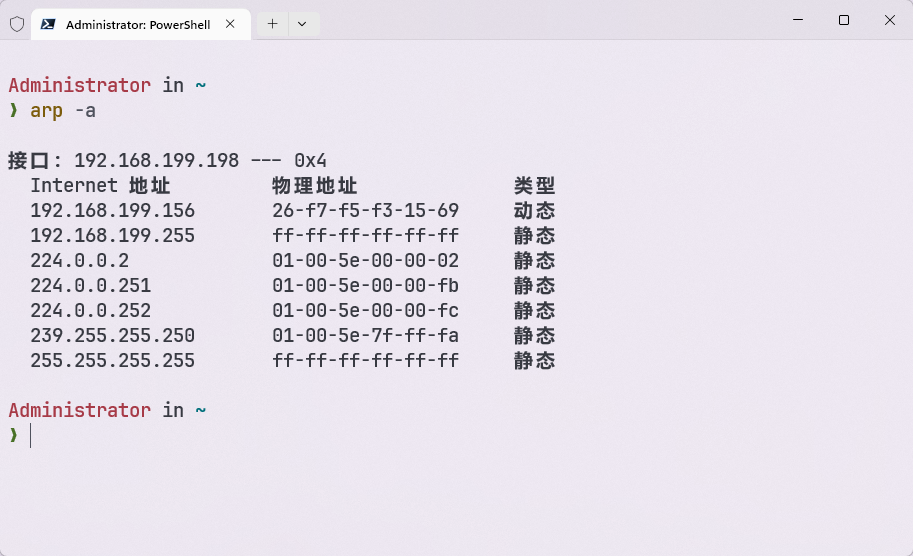 Administrator: PowerShell
Administrator in ~
❯ arp -a
接口: 192.168.199.198 --- 0x4
Internet 地址 物理地址 类型
192.168.199.156 26-f7-f5-f3-15-69 动态
192.168.199.255 ff-ff-ff-ff-ff-ff 静态
224.0.0.2 01-00-5e-00-00-02 静态
224.0.0.251 01-00-5e-00-00-fb 静态
224.0.0.252 01-00-5e-00-00-fc 静态
239.255.255.250 01-00-5e-7f-ff-fa 静态
255.255.255.255 ff-ff-ff-ff-ff-ff 静态
Administrator in ~
❯